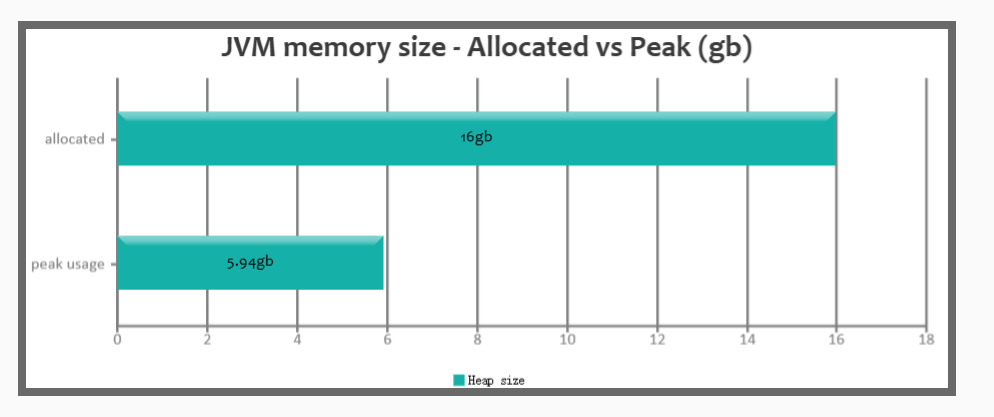 JVM memory size - Allocated vs Peak (gb)
allocated
16gb
peak usage
5.94gb
0 2 4 6 8 10 12 14 16 18
Heap size